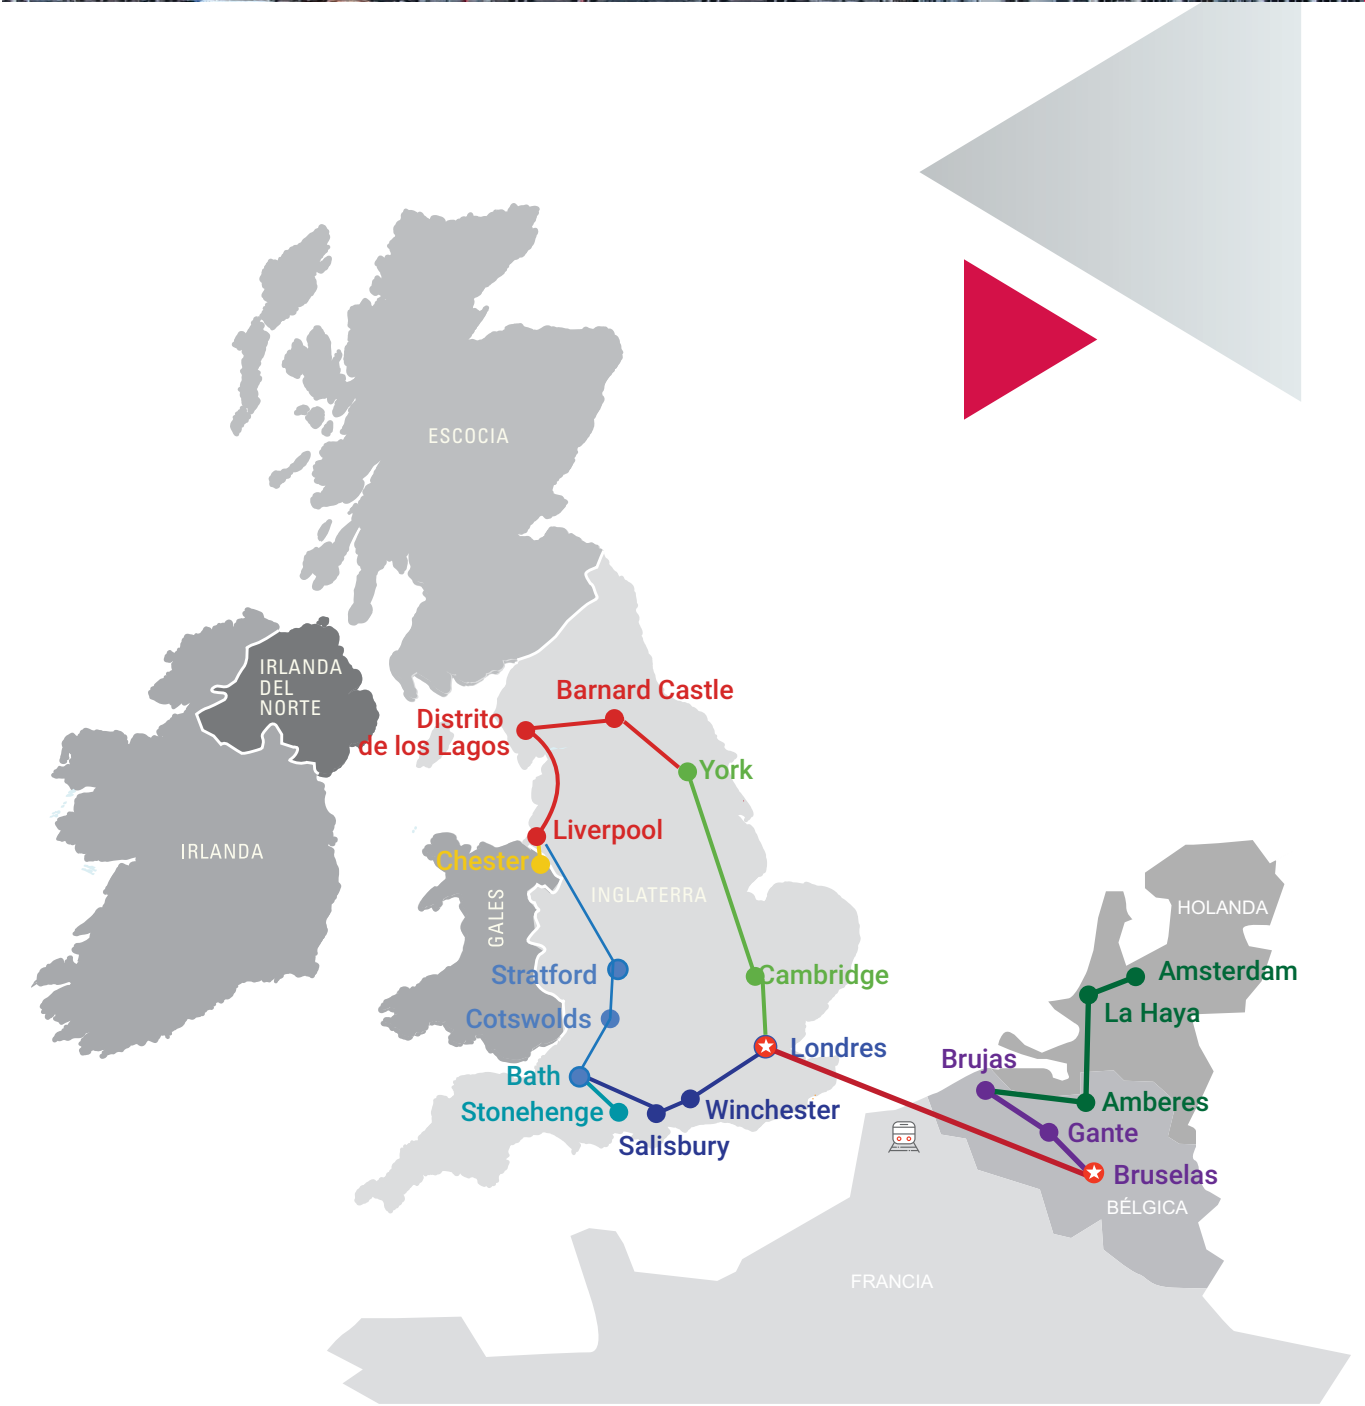 ESCOCIA
IRLANDA
DEL
NORTE
Barnard Castle
Distrito
de los Lagos
York
Liverpool
IRLANDA
Chester
GALES
INGLATERRA
HOLANDA
Stratford
Cambridge
Amsterdam
La Haya
Cotswolds
Londres
Brujas
Bath
Stonehenge
Winchester
Amberes
Salisbury
Gante
Bruselas
BÉLGICA
FRANCIA